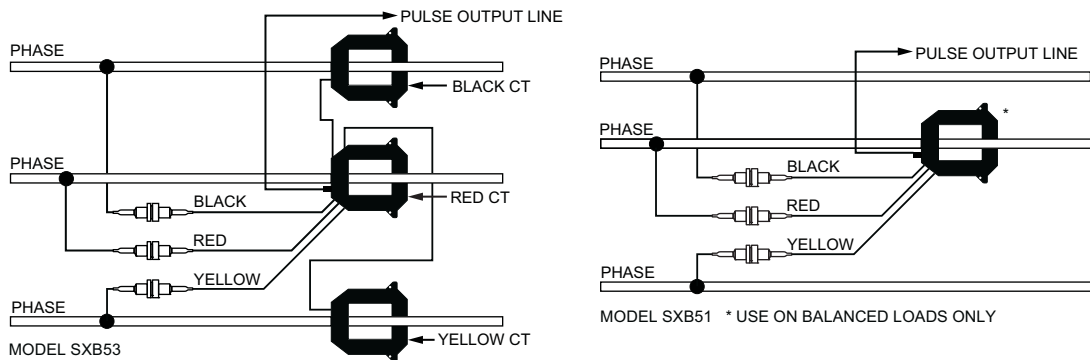 PULSE OUTPUT LINE
PHASE
BLACK CT
PHASE
RED CT
BLACK
RED
YELLOW
PHASE
YELLOW CT
MODEL SXB53
PULSE OUTPUT LINE
PHASE
PHASE
*
BLACK
RED
YELLOW
PHASE
MODEL SXB51 * USE ON BALANCED LOADS ONLY